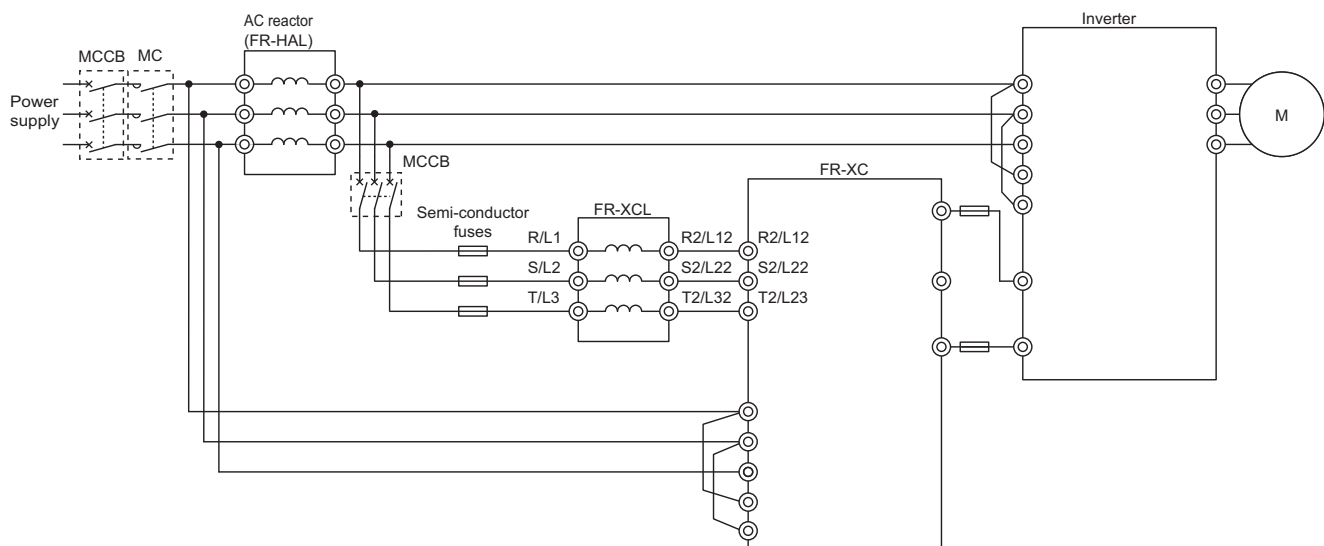 AC reactor
(FR-HAL)
Inverter
MCCB MC
Power
supply
M
MCCB
FR-XC
Semi-conductor
fuses
FR-XCL
R/L1 R2/L12 R2/L12
S/L2 S2/L22 S2/L22
T/L3 T2/L32 T2/L23